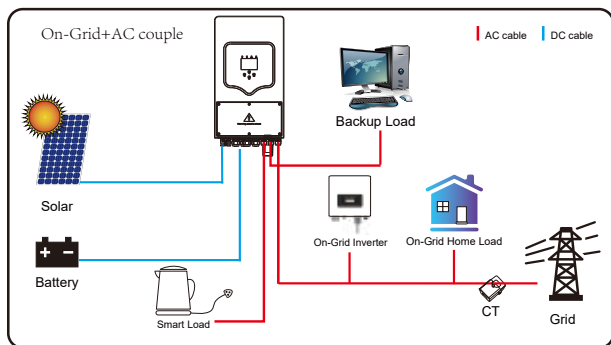 On-Grid+AC couple
AC cable
DC cable
Backup Load
Solar
On-Grid Inverter
On-Grid Home Load
Battery
CT
Smart Load
Grid